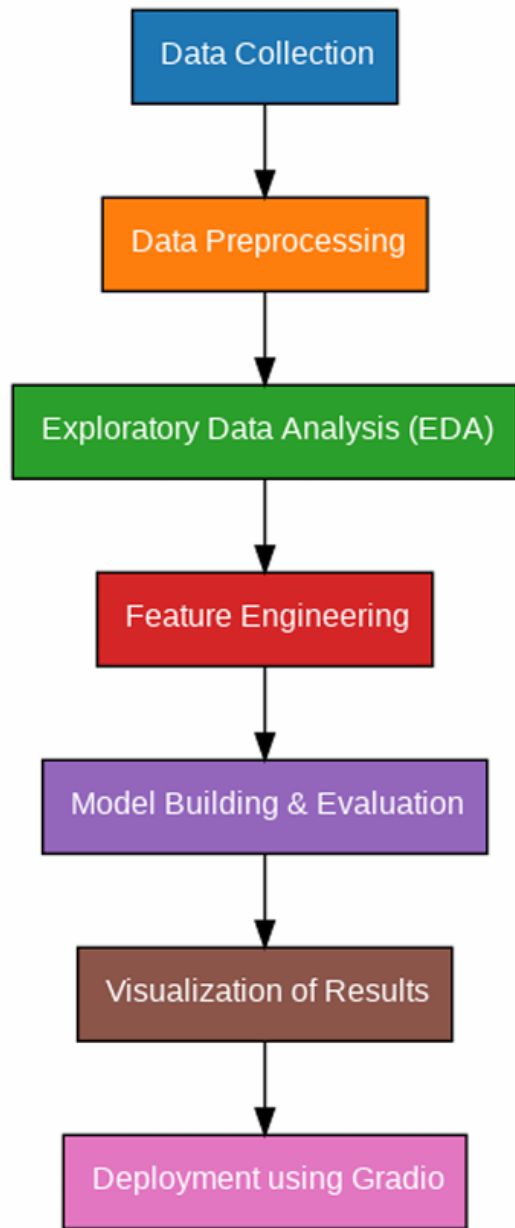 Data Collection
Data Preprocessing
Exploratory Data Analysis (EDA)
Feature Engineering
Model Building & Evaluation
Visualization of Results
Deployment using Gradio